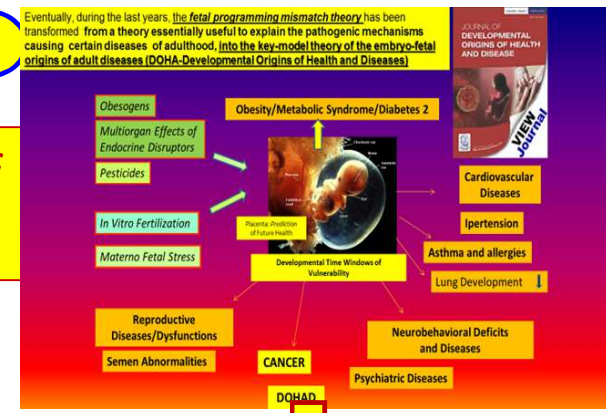 Eventually, during the last years, the fetal programming mismatch theory has been
transformed from a theory essentially useful to explain the pathogenic mechanisms
causing certain diseases of adulthood, into the key-model theory of the embryo-fetal
origins of adult diseases (DOHA-Developmental Origins of Health and Diseases)
JOURNAL OF
DEVELOPMENTAL
ORIGINS OF HEALTH
AND DISEASE
VIEW
Journal
Obesogens
Multiorgan Effects of
Endocrine Disruptors
Pesticides
In Vitro Fertilization
Materno Fetal Stress
Obesity/Metabolic Syndrome/Diabetes 2
Placenta: Prediction
of Future Health
Developmental Time Windows of
Vulnerability
Cardiovascular
Diseases
Ipertension
Asthma and allergies
Lung Development
Reproductive
Diseases/Dysfunctions
Semen Abnormalities
CANCER
DOHAD
Neurobehavioral Deficits
and Diseases
Psychiatric Diseases